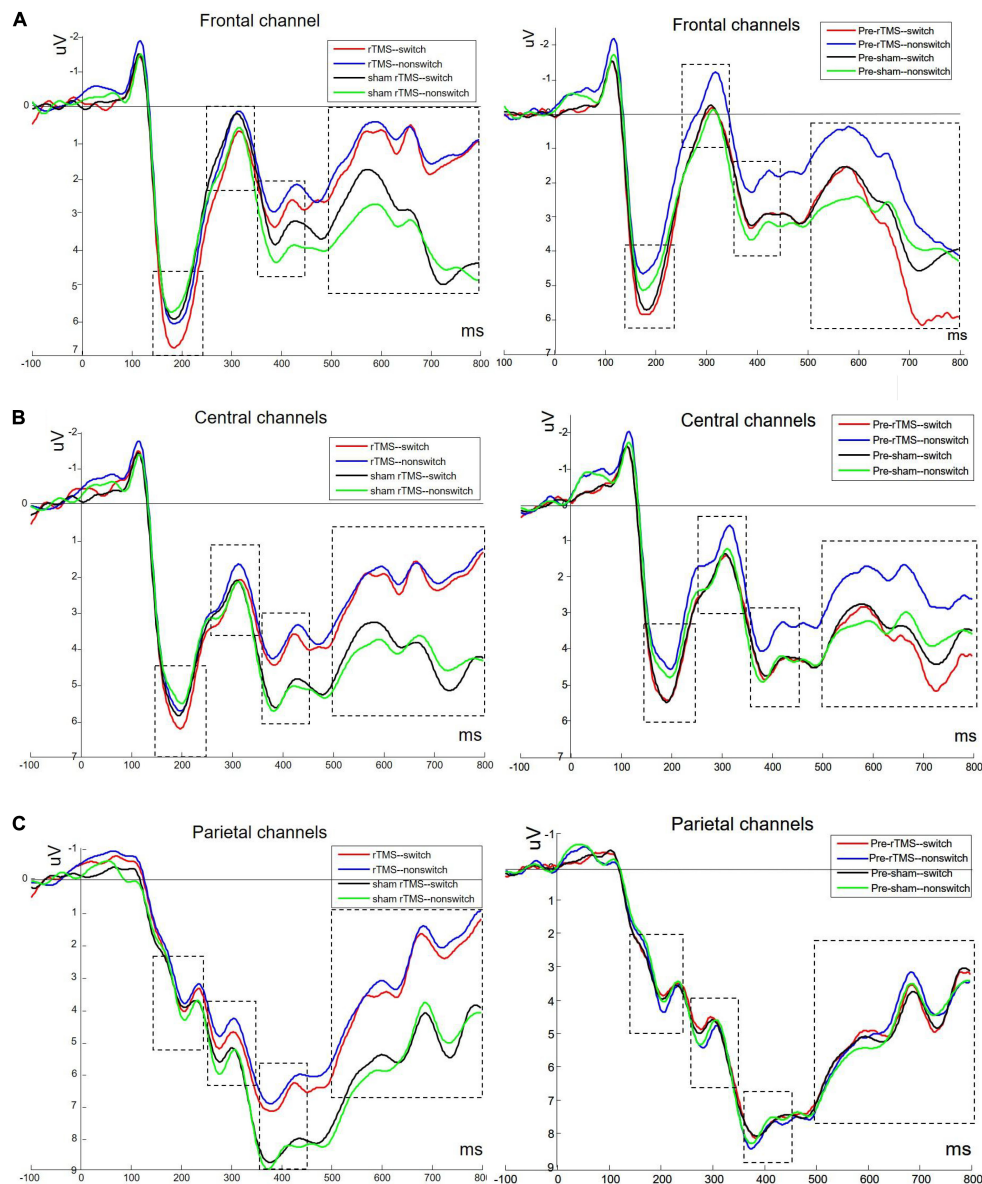 A
Frontal channel
uV
-2
-1
0
1
2
3
4
5
6
7
rTMS--switch
rTMS--nonswitch
sham rTMS--switch
sham rTMS--nonswitch
ms
-100 0 100 200 300 400 500 600 700 800
Frontal channels
uV
-2
-1
0
1
2
3
4
5
6
7
Pre-rTMS--switch
Pre-rTMS--nonswitch
Pre-sham--switch
Pre-sham--nonswitch
ms
-100 0 100 200 300 400 500 600 700 800
B
Central channels
uV
-2
-1
0
1
2
3
4
5
6
7
rTMS--switch
rTMS--nonswitch
sham rTMS--switch
sham rTMS--nonswitch
ms
-100 0 100 200 300 400 500 600 700 800
Central channels
uV
-2
-1
0
1
2
3
4
5
6
7
Pre-rTMS--switch
Pre-rTMS--nonswitch
Pre-sham--switch
Pre-sham--nonswitch
ms
-100 0 100 200 300 400 500 600 700 800
C
Parietal channels
uV
-1
0
1
2
3
4
5
6
7
8
9
rTMS--switch
rTMS--nonswitch
sham rTMS--switch
sham rTMS--nonswitch
ms
-100 0 100 200 300 400 500 600 700 800
Parietal channels
uV
-1
0
1
2
3
4
5
6
7
8
9
Pre-rTMS--switch
Pre-rTMS--nonswitch
Pre-sham--switch
Pre-sham--nonswitch
ms
-100 0 100 200 300 400 500 600 700 800